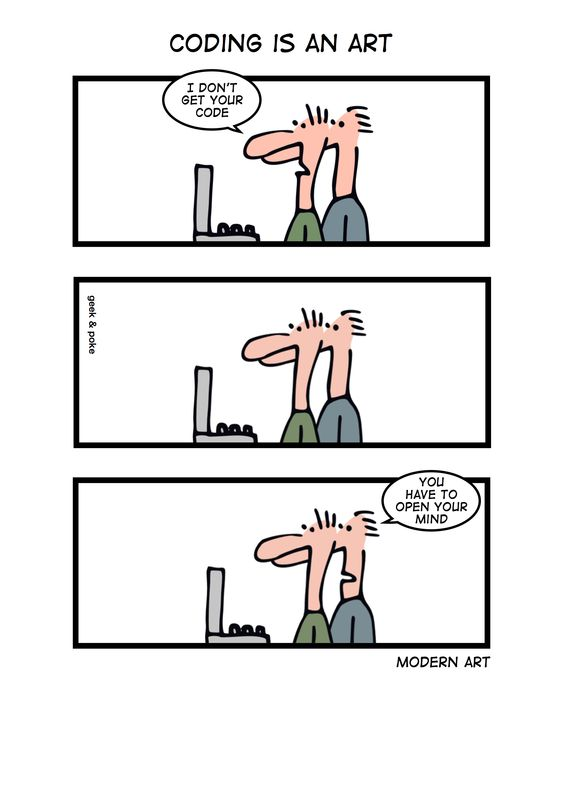 CODING IS AN ART
I DON'T
GET YOUR
CODE
geek & poke
YOU
HAVE TO
OPEN YOUR
MIND
MODERN ART